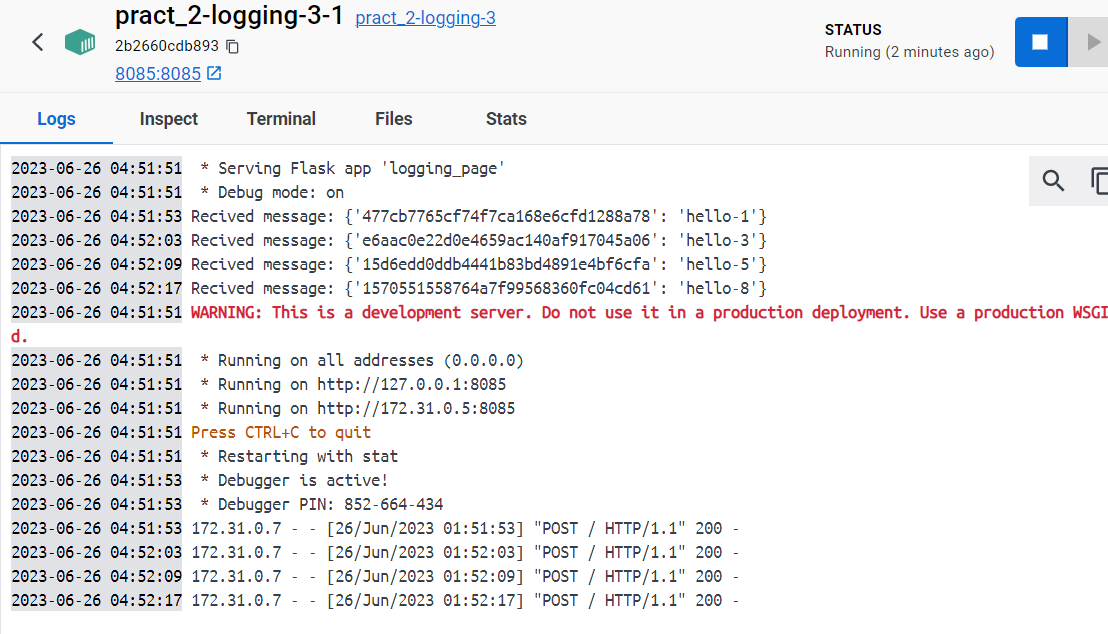 pract_2-logging-3-1 pract_2-logging-3
2b2660cdb893
8085:8085
STATUS
Running (2 minutes ago)
Logs Inspect Terminal Files Stats
2023-06-26 04:51:51  * Serving Flask app 'logging_page'
2023-06-26 04:51:51  * Debug mode: on
2023-06-26 04:51:53 Recived message: {'477cb7765cf74f7ca168e6cfd1288a78': 'hello-1'}
2023-06-26 04:52:03 Recived message: {'e6aac0e22d0e4659ac140af917045a06': 'hello-3'}
2023-06-26 04:52:09 Recived message: {'15d6edd0ddb4441b83bd4891e4bf6cfa': 'hello-5'}
2023-06-26 04:52:17 Recived message: {'1570551558764a7f99568360fc04cd61': 'hello-8'}
2023-06-26 04:51:51 WARNING: This is a development server. Do not use it in a production deployment. Use a production WSGI
d.
2023-06-26 04:51:51  * Running on all addresses (0.0.0.0)
2023-06-26 04:51:51  * Running on http://127.0.0.1:8085
2023-06-26 04:51:51  * Running on http://172.31.0.5:8085
2023-06-26 04:51:51 Press CTRL+C to quit
2023-06-26 04:51:51  * Restarting with stat
2023-06-26 04:51:53  * Debugger is active!
2023-06-26 04:51:53  * Debugger PIN: 852-664-434
2023-06-26 04:51:53 172.31.0.7 - - [26/Jun/2023 01:51:53] "POST / HTTP/1.1" 200 -
2023-06-26 04:52:03 172.31.0.7 - - [26/Jun/2023 01:52:03] "POST / HTTP/1.1" 200 -
2023-06-26 04:52:09 172.31.0.7 - - [26/Jun/2023 01:52:09] "POST / HTTP/1.1" 200 -
2023-06-26 04:52:17 172.31.0.7 - - [26/Jun/2023 01:52:17] "POST / HTTP/1.1" 200 -